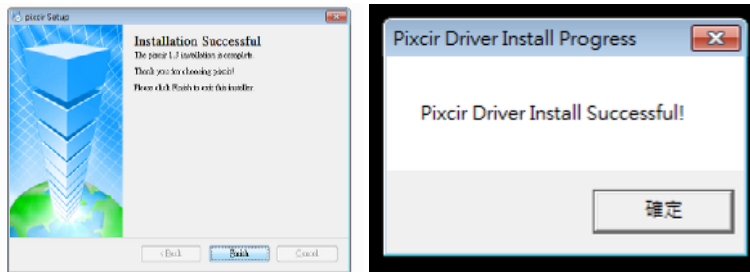 pixcir Setup
Installation Successful
The pixcir 1.3 installation is complete.
Thank you for choosing pixcir!
Please click Finish to exit this installer.
< Back
Finish
Cancel
Pixcir Driver Install Progress
Pixcir Driver Install Successful!
確定